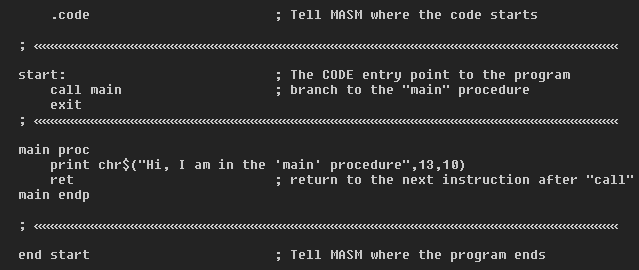 .code ; Tell MASM where the code starts
; «««««««««««««««««««««««««««««««««««««««««««««««««««««««««««««««««««««««««
start: ; The CODE entry point to the program
call main ; branch to the "main" procedure
exit
; «««««««««««««««««««««««««««««««««««««««««««««««««««««««««««««««««««««««««
main proc
print chr$("Hi, I am in the 'main' procedure",13,10)
ret ; return to the next instruction after "call"
main endp
; «««««««««««««««««««««««««««««««««««««««««««««««««««««««««««««««««««««««««
end start ; Tell MASM where the program ends